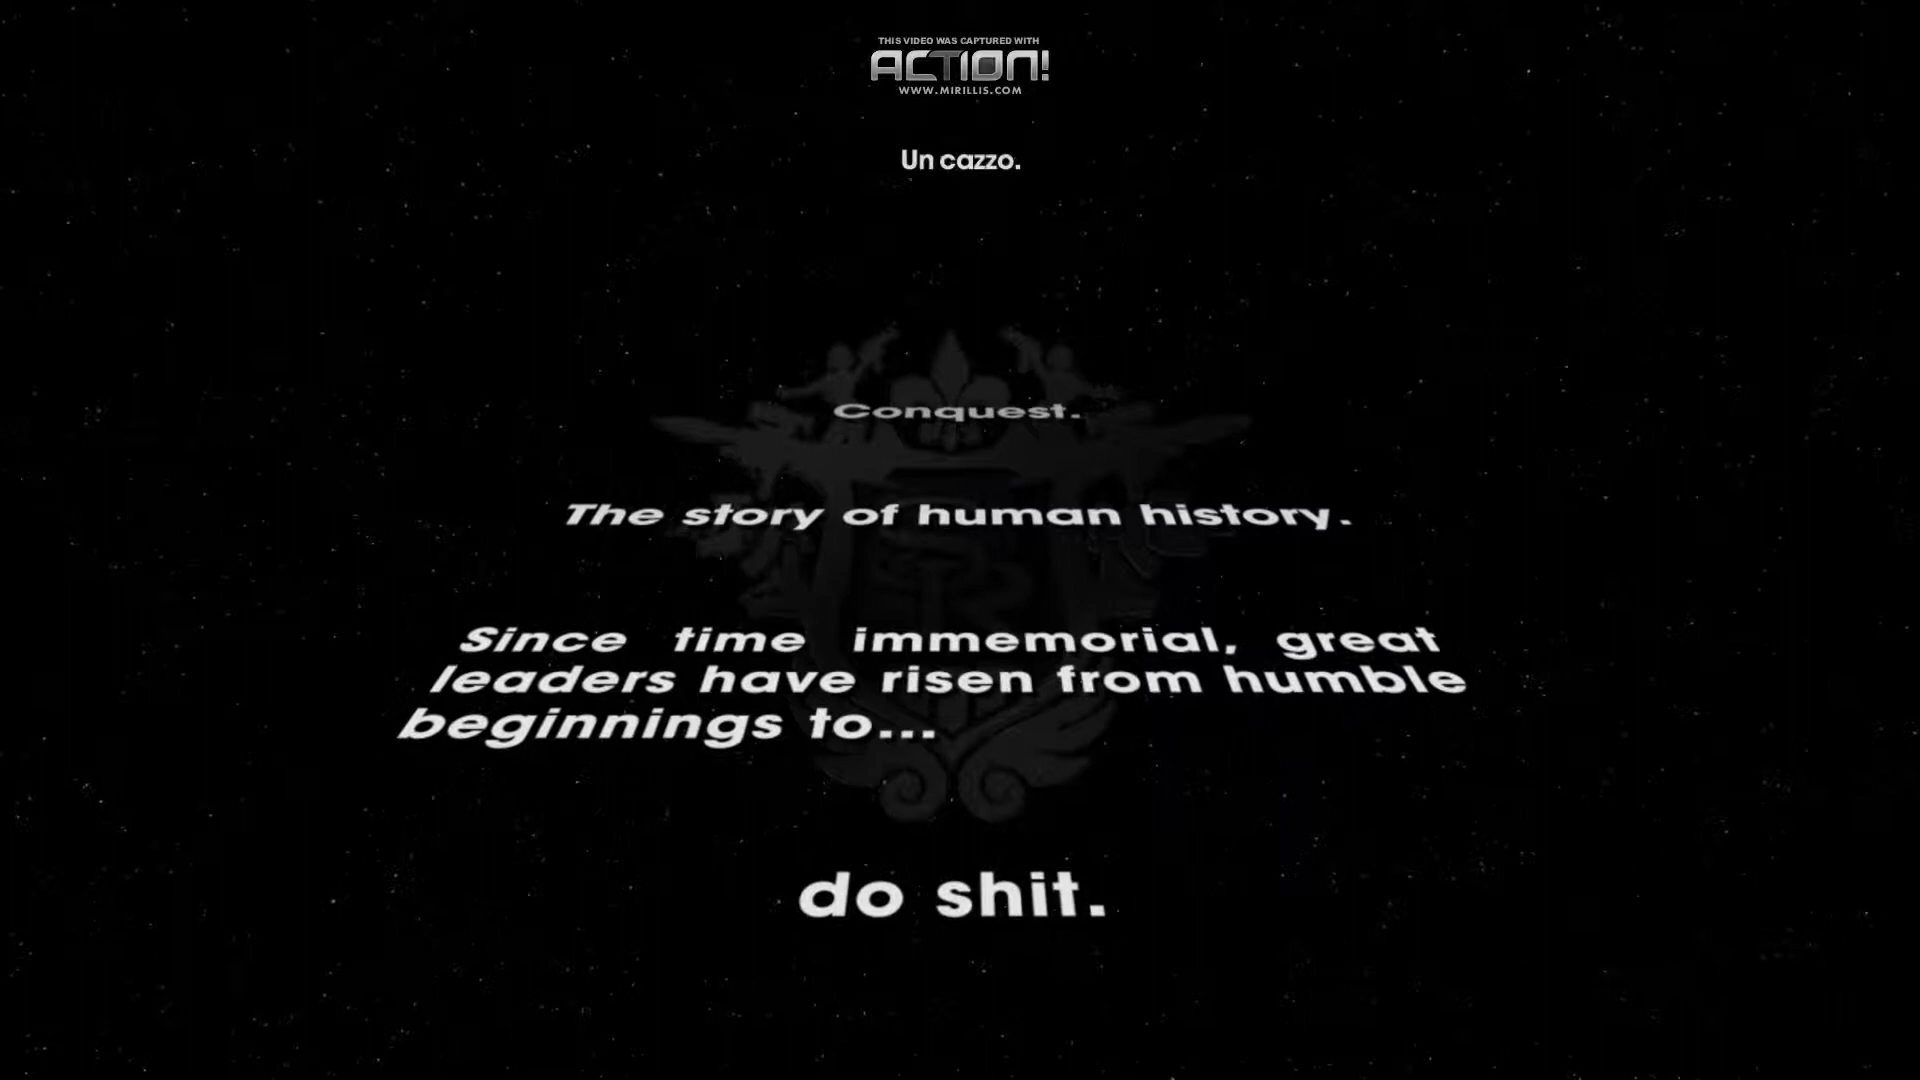 THIS VIDEO WAS CAPTURED WITH
ACTION!
WWW.MIRILLIS.COM
Un cazzo.
Conquest.
The story of human history.
Since time immemorial, great
leaders have risen from humble
beginnings to...
do shit.